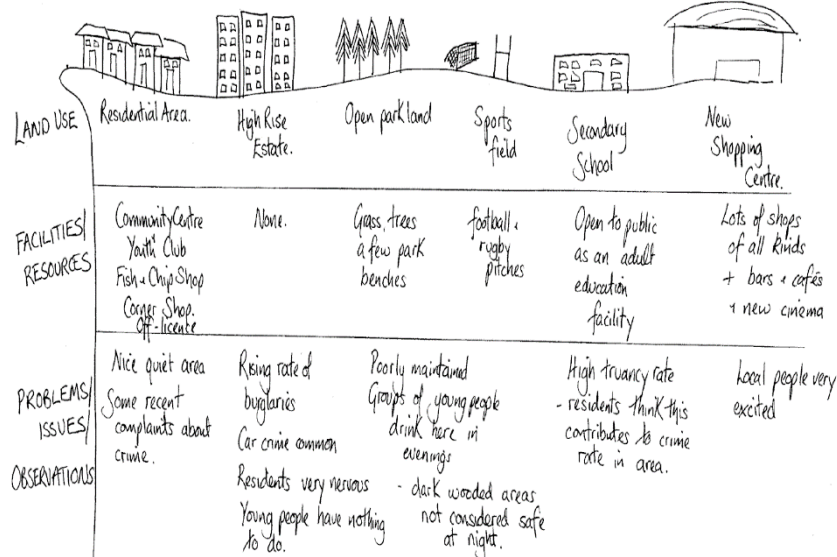 LAND USE
Residential Area.
High Rise
Estate.
Open park land
Sports
field
Secondary
School
New
Shopping
Centre.
FACILITIES/
RESOURCES
Community Centre
Youth Club
Fish + Chip Shop
Corner Shop.
Off-licence
None.
Grass, trees
a few park
benches
football +
rugby
pitches
Open to public
as an adult
education
facility
Lots of shops
of all kinds
+ bars + cafés
+ new cinema
PROBLEMS/
ISSUES/
OBSERVATIONS
Nice quiet area
Some recent
complaints about
crime.
Rising rate of
burglaries
Car crime common
Residents very nervous
Young people have nothing
to do.
Poorly maintained
Groups of young people
drink here in
evenings
- dark wooded areas
not considered safe
at night.
High truancy rate
- residents think this
contributes to crime
rate in area.
Local people very
excited